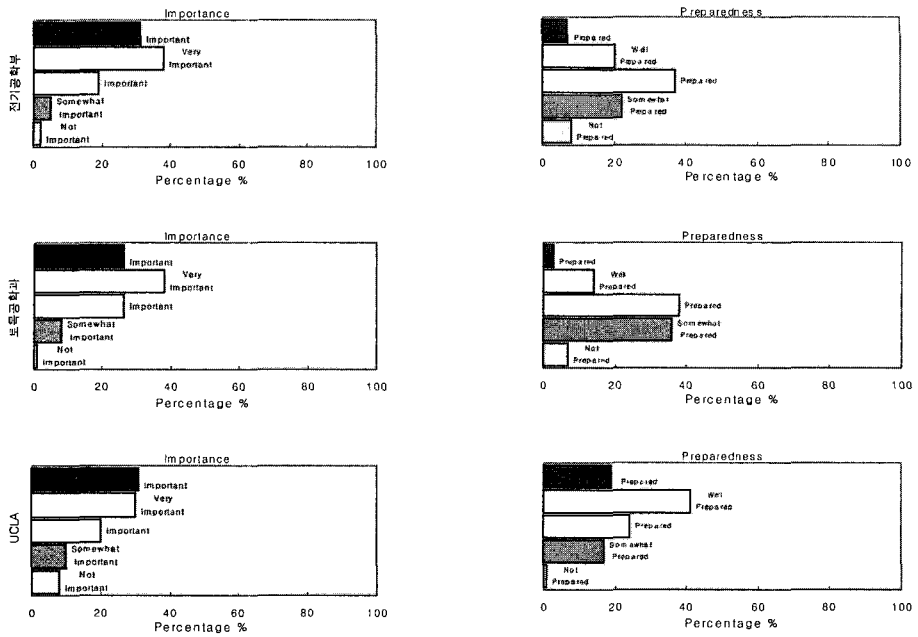 Importance
전기공학부
Important
Very
Important
Important
Somewhat
Important
Not
Important
0 20 40 60 80 100
Percentage %
Preparedness
Prepared
Well
Prepared
Prepared
Somewhat
Prepared
Not
Prepared
0 20 40 60 80 100
Percentage %
Importance
토목공학과
Important
Very
Important
Important
Somewhat
Important
Not
Important
0 20 40 60 80 100
Percentage %
Preparedness
Prepared
Well
Prepared
Prepared
Somewhat
Prepared
Not
Prepared
0 20 40 60 80 100
Percentage %
Importance
UCLA
Important
Very
Important
Important
Somewhat
Important
Not
Important
0 20 40 60 80 100
Percentage %
Preparedness
Prepared
Well
Prepared
Prepared
Somewhat
Prepared
Not
Prepared
0 20 40 60 80 100
Percentage %